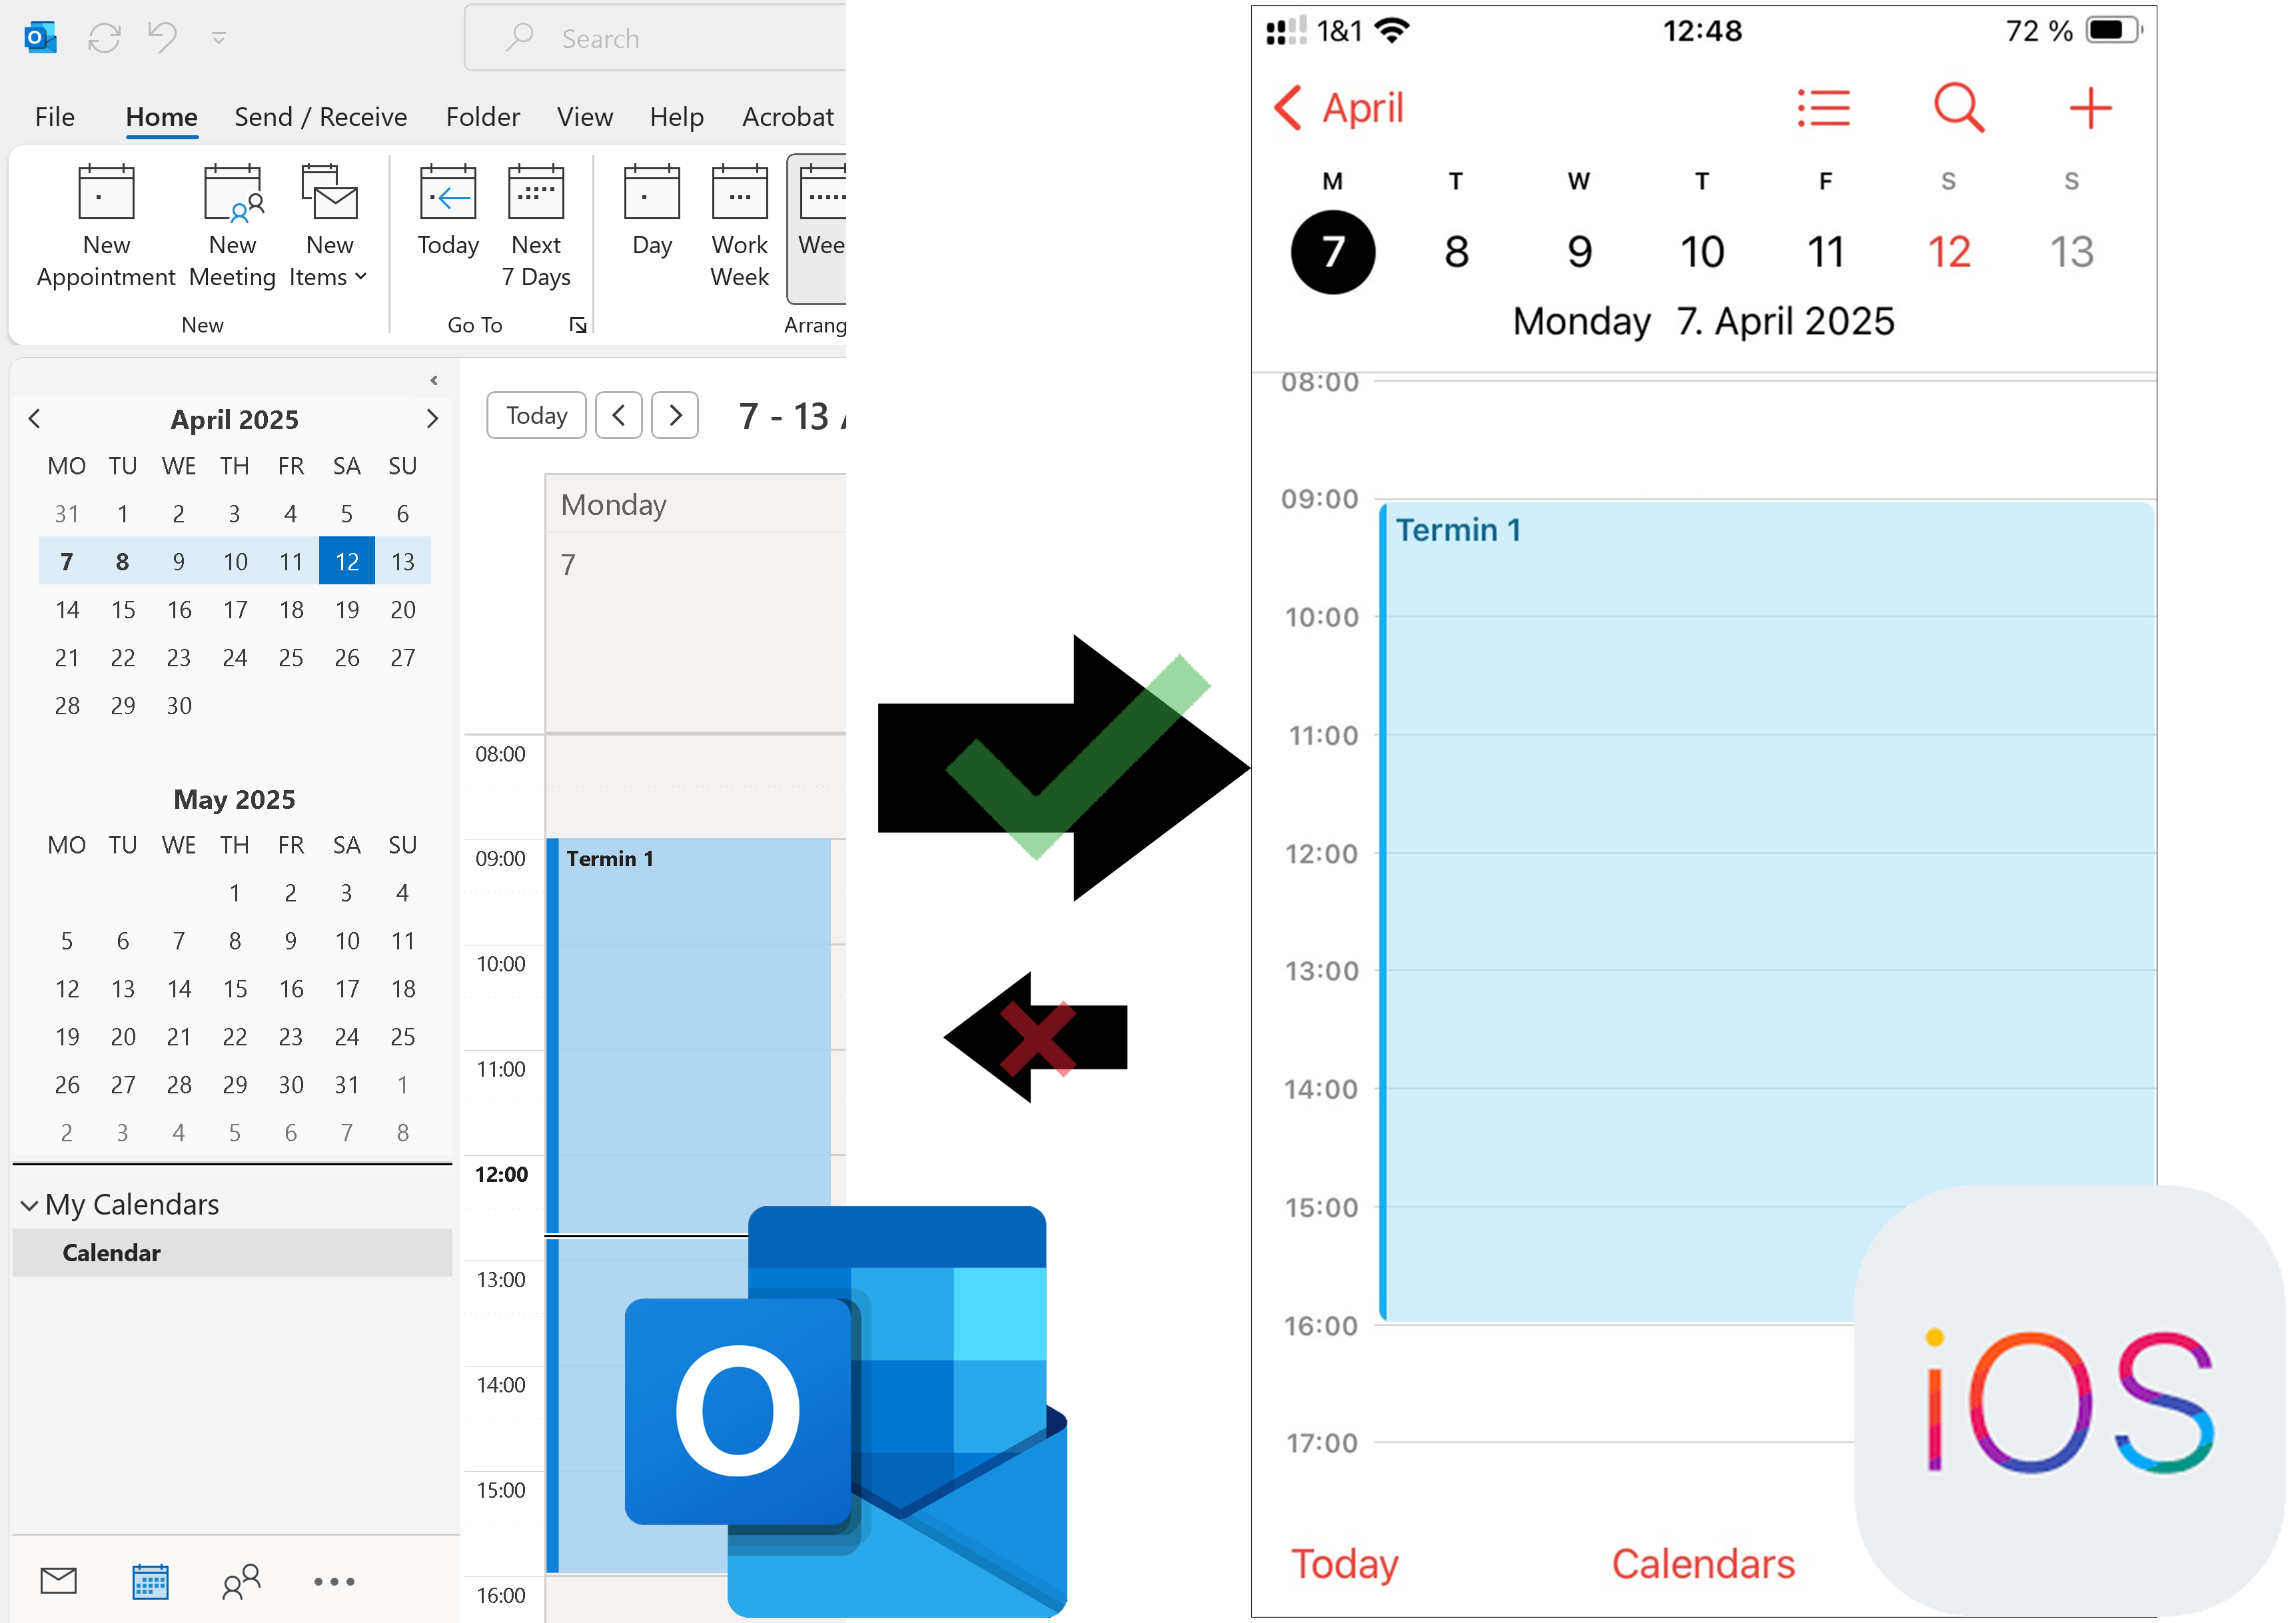 Search
File Home Send / Receive Folder View Help Acrobat
New Appointment
New Meeting
New Items
Today
Next 7 Days
Day
Work Week
Wee
New
Go To
Arrang
April 2025
MO TU WE TH FR SA SU
31 1 2 3 4 5 6
7 8 9 10 11 12 13
14 15 16 17 18 19 20
21 22 23 24 25 26 27
28 29 30
May 2025
MO TU WE TH FR SA SU
1 2 3 4
5 6 7 8 9 10 11
12 13 14 15 16 17 18
19 20 21 22 23 24 25
26 27 28 29 30 31 1
2 3 4 5 6 7 8
My Calendars
Calendar
Today 7 - 13
Monday
7
08:00
09:00 Termin 1
10:00
11:00
12:00
13:00
14:00
15:00
16:00
O
1&1 12:48 72 %
April
M T W T F S S
7 8 9 10 11 12 13
Monday 7. April 2025
08:00
09:00
Termin 1
10:00
11:00
12:00
13:00
14:00
15:00
16:00
17:00
Today Calendars
iOS